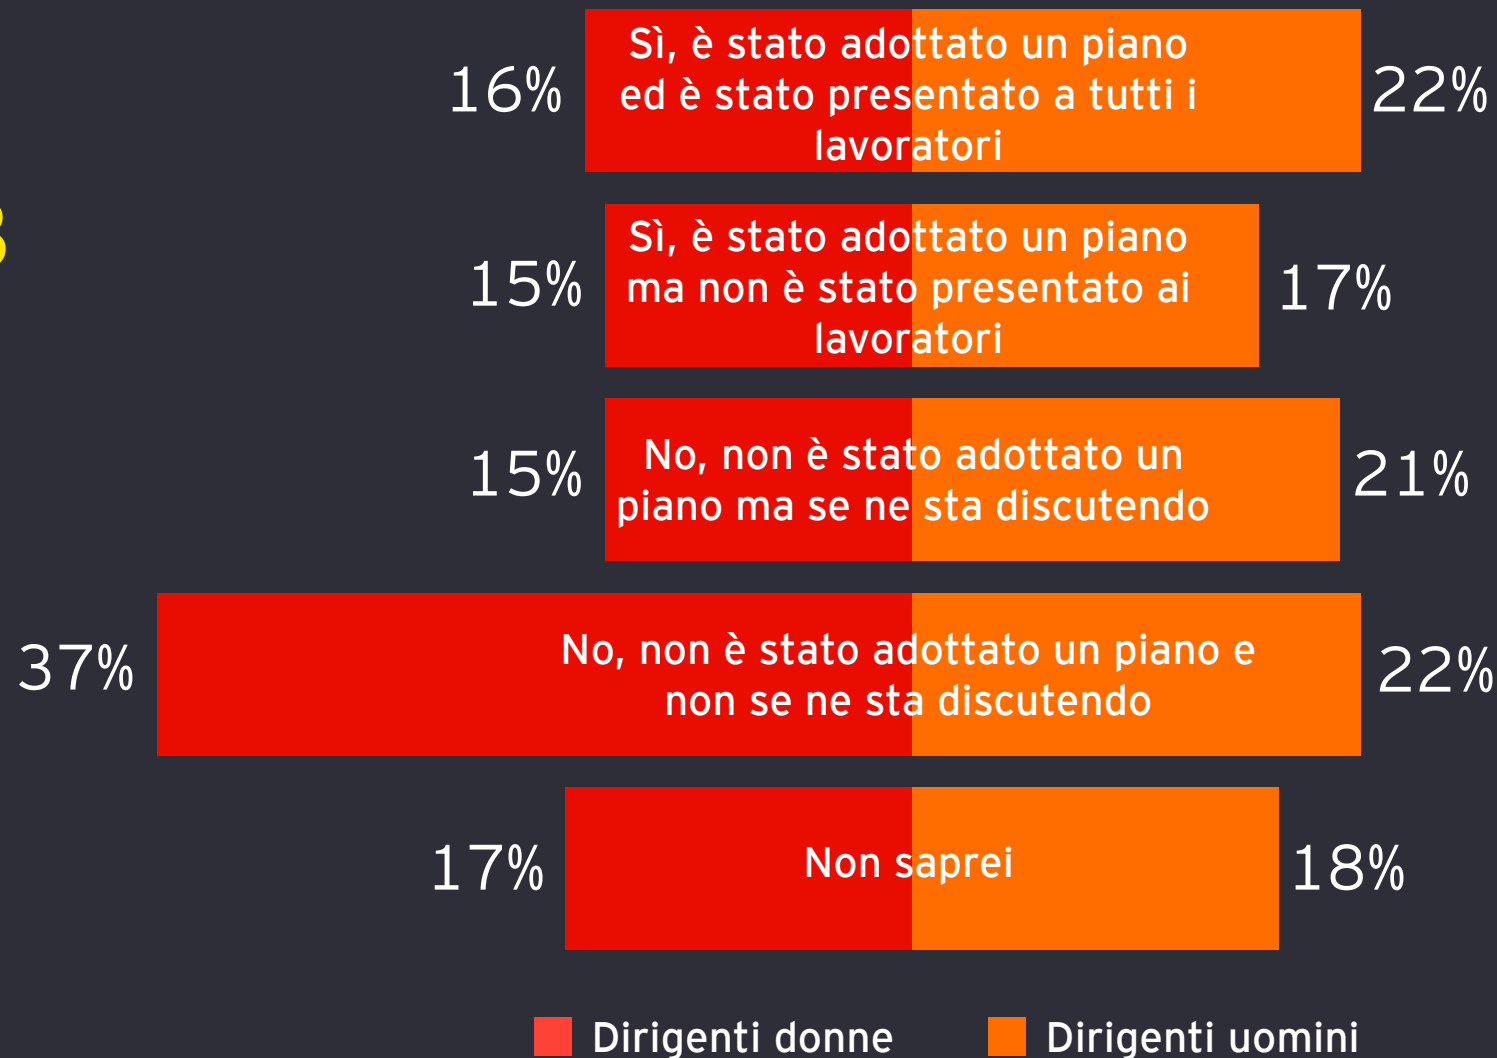 16%
Sì, è stato adottato un piano
ed è stato presentato a tutti i
lavoratori
22%
15%
Sì, è stato adottato un piano
ma non è stato presentato ai
lavoratori
17%
15%
No, non è stato adottato un
piano ma se ne sta discutendo
21%
37%
No, non è stato adottato un piano e
non se ne sta discutendo
22%
17%
Non saprei
18%
Dirigenti donne
Dirigenti uomini